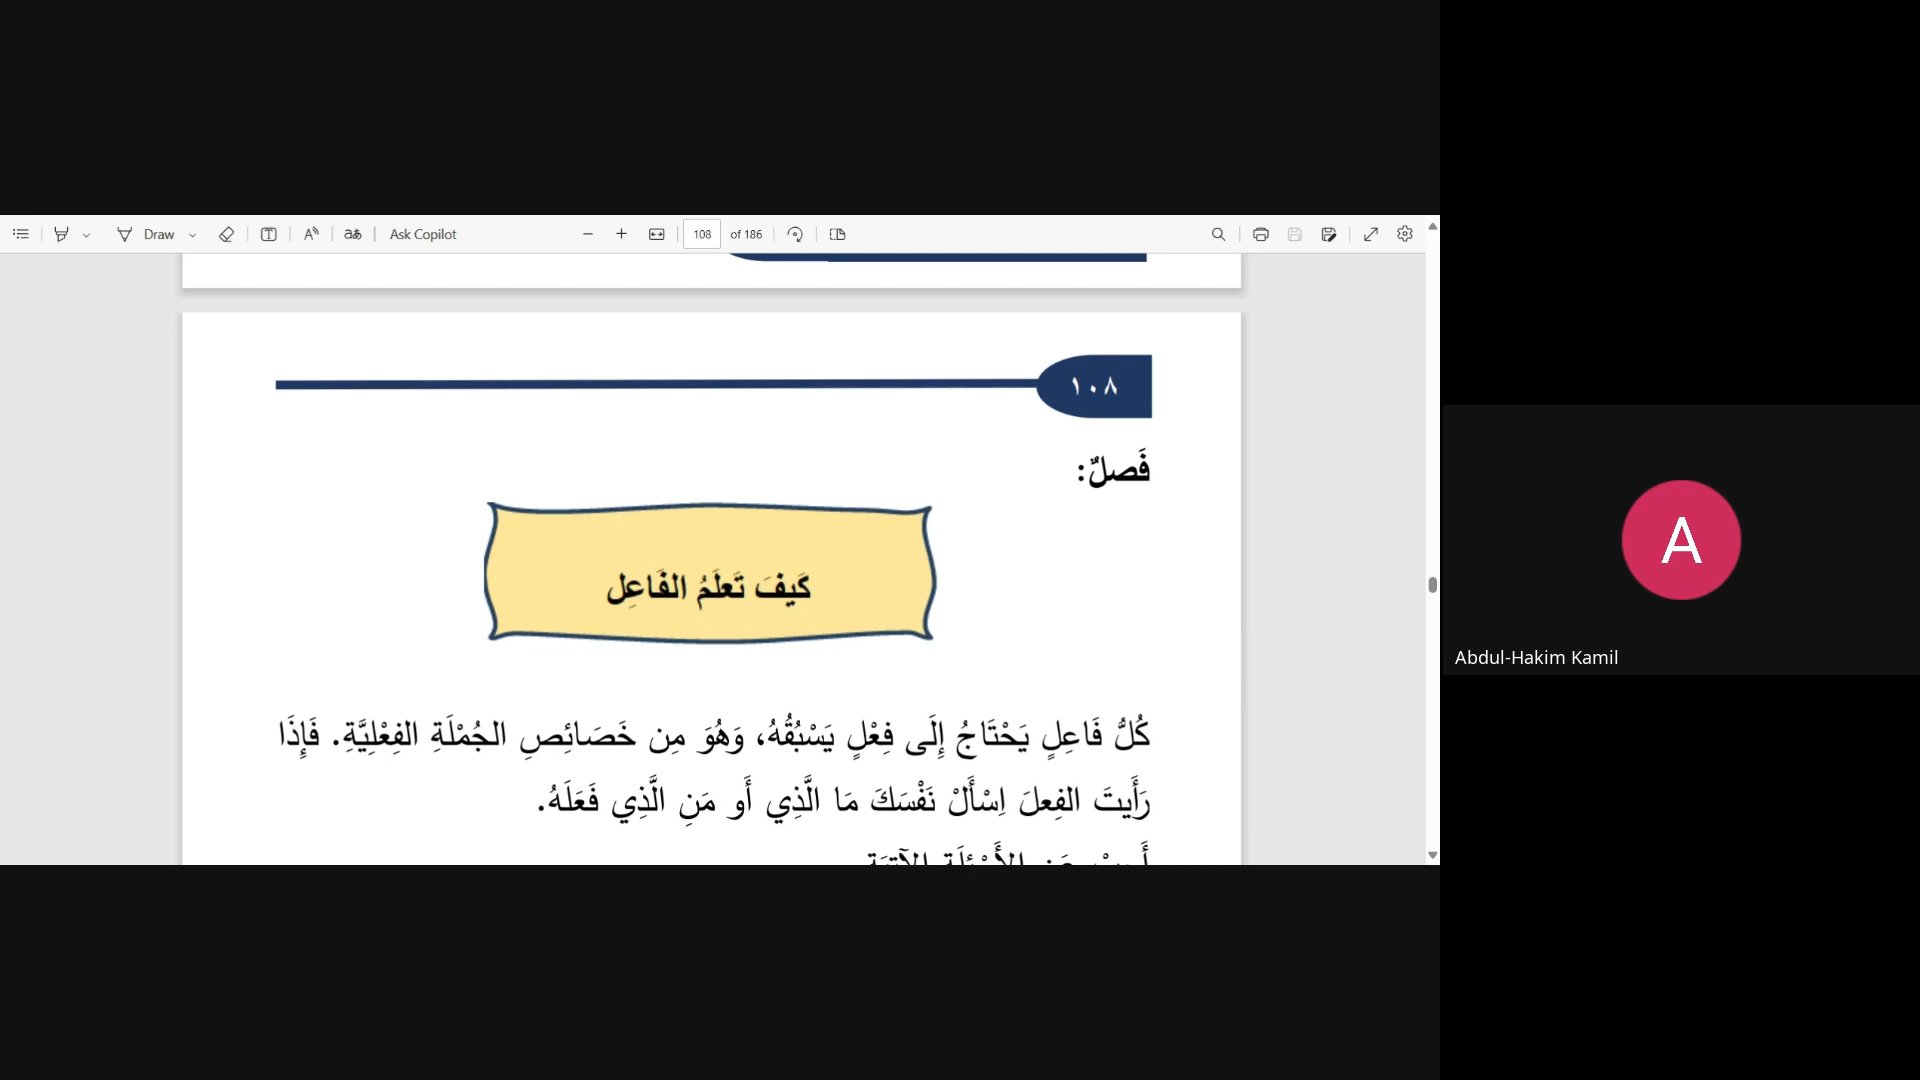 Draw
Ask Copilot
108 of 186
١٠٨
فَصلٌ:
كَيفَ تَعلَمُ الفَاعِل
كُلُّ فَاعِلٍ يَحْتَاجُ إِلَى فِعْلٍ يَسْبُقُهُ، وَهُوَ مِن خَصَائِصِ الجُمْلَةِ الفِعْلِيَّةِ. فَإِذَا
رَأَيتَ الفِعلَ اِسْأَلْ نَفْسَكَ مَا الَّذِي أَو مَنِ الَّذِي فَعَلَهُ.
A
Abdul-Hakim Kamil